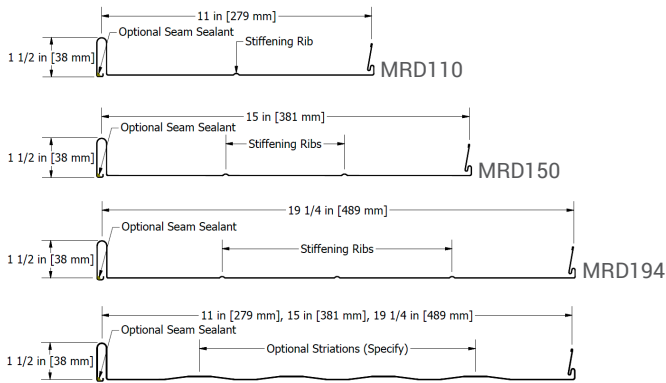 11 in [279 mm]
Optional Seam Sealant
Stiffening Rib
1 1/2 in [38 mm]
MRD110
15 in [381 mm]
Optional Seam Sealant
Stiffening Ribs
1 1/2 in [38 mm]
MRD150
19 1/4 in [489 mm]
Optional Seam Sealant
Stiffening Ribs
1 1/2 in [38 mm]
MRD194
11 in [279 mm], 15 in [381 mm], 19 1/4 in [489 mm]
Optional Seam Sealant
Optional Striations (Specify)
1 1/2 in [38 mm]